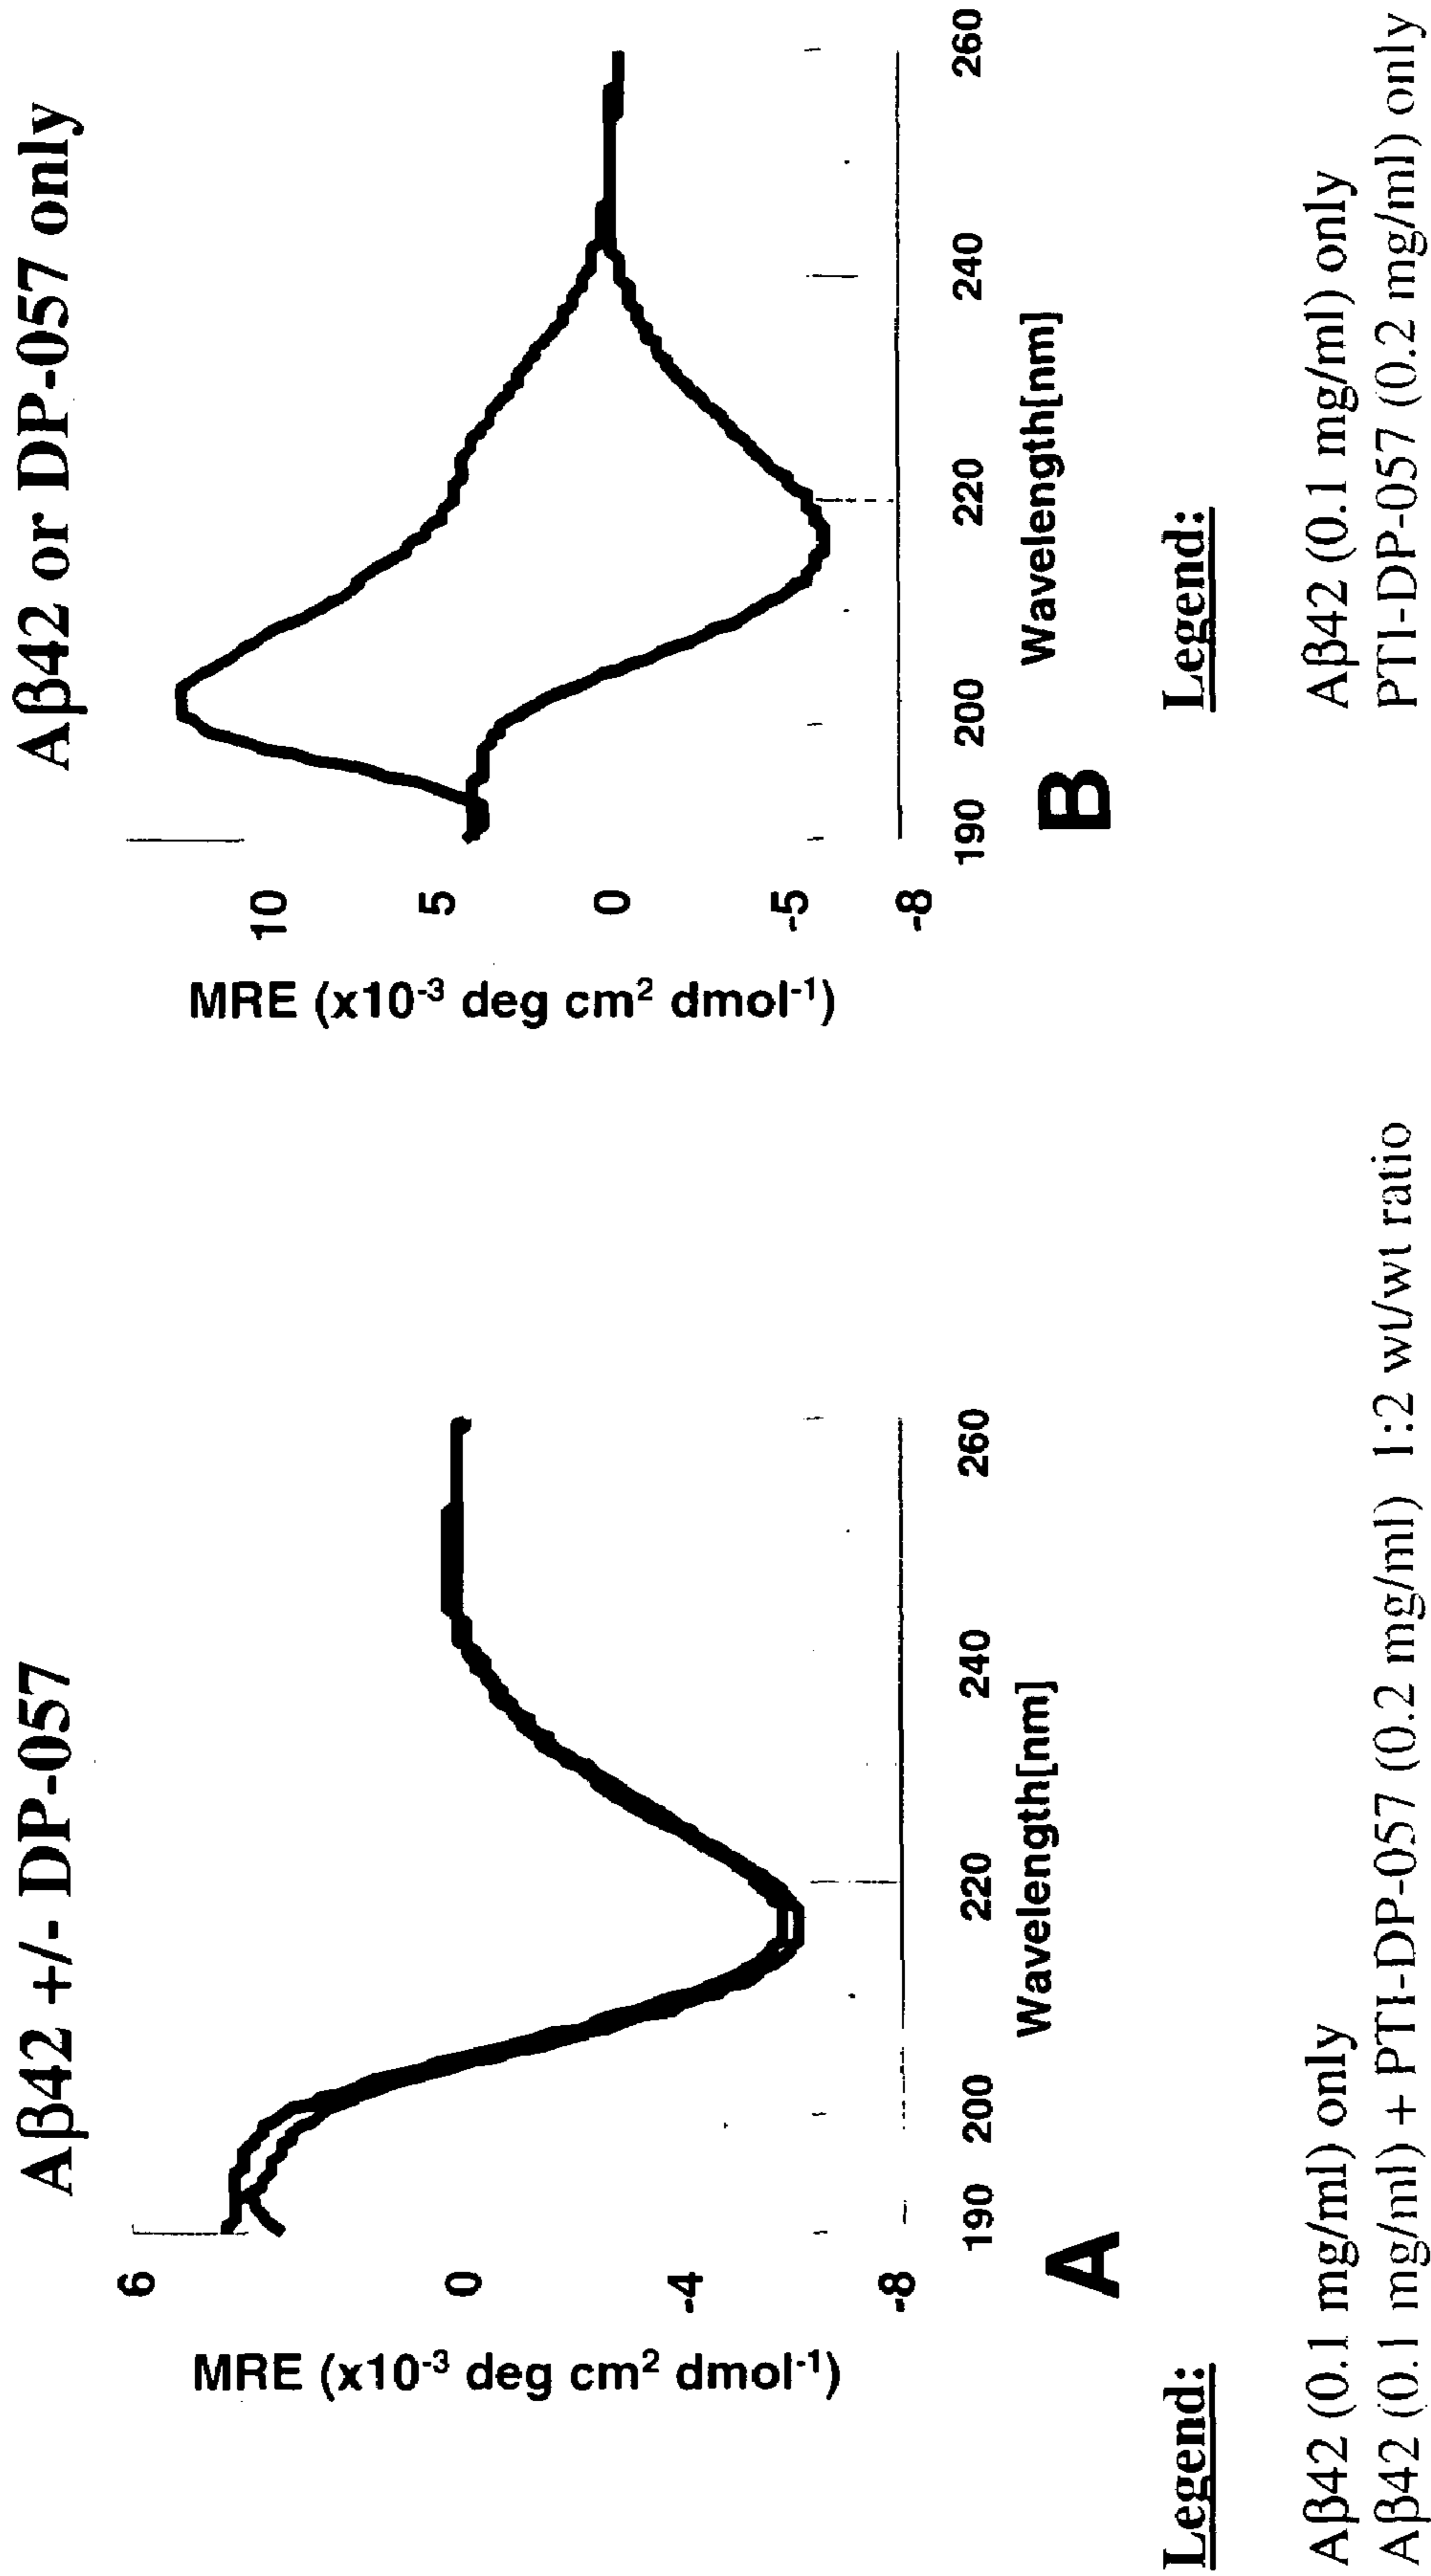 Aβ42 +/- DP-057
MRE (x10⁻³ deg cm² dmol⁻¹)
6
0
-4
-8
190 200 220 240 260
Wavelength[nm]
A
Legend:
Aβ42 (0.1 mg/ml) only
Aβ42 (0.1 mg/ml) + PTI-DP-057 (0.2 mg/ml) 1:2 wt/wt ratio
Aβ42 or DP-057 only
MRE (x10⁻³ deg cm² dmol⁻¹)
10
5
0
-5
-8
190 200 220 240 260
Wavelength[nm]
B
Legend:
Aβ42 (0.1 mg/ml) only
PTI-DP-057 (0.2 mg/ml) only